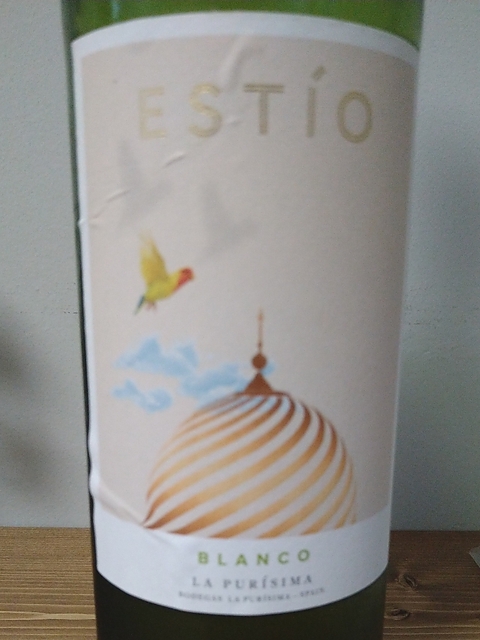 ESTÍO
BLANCO
LA PURÍSIMA
BODEGAS LA PURÍSIMA - SPAIN